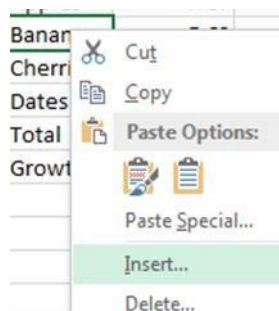 Banan
Cherri
Dates
Total
Growt
Cut
Copy
Paste Options:
Paste Special...
Insert...
Delete...